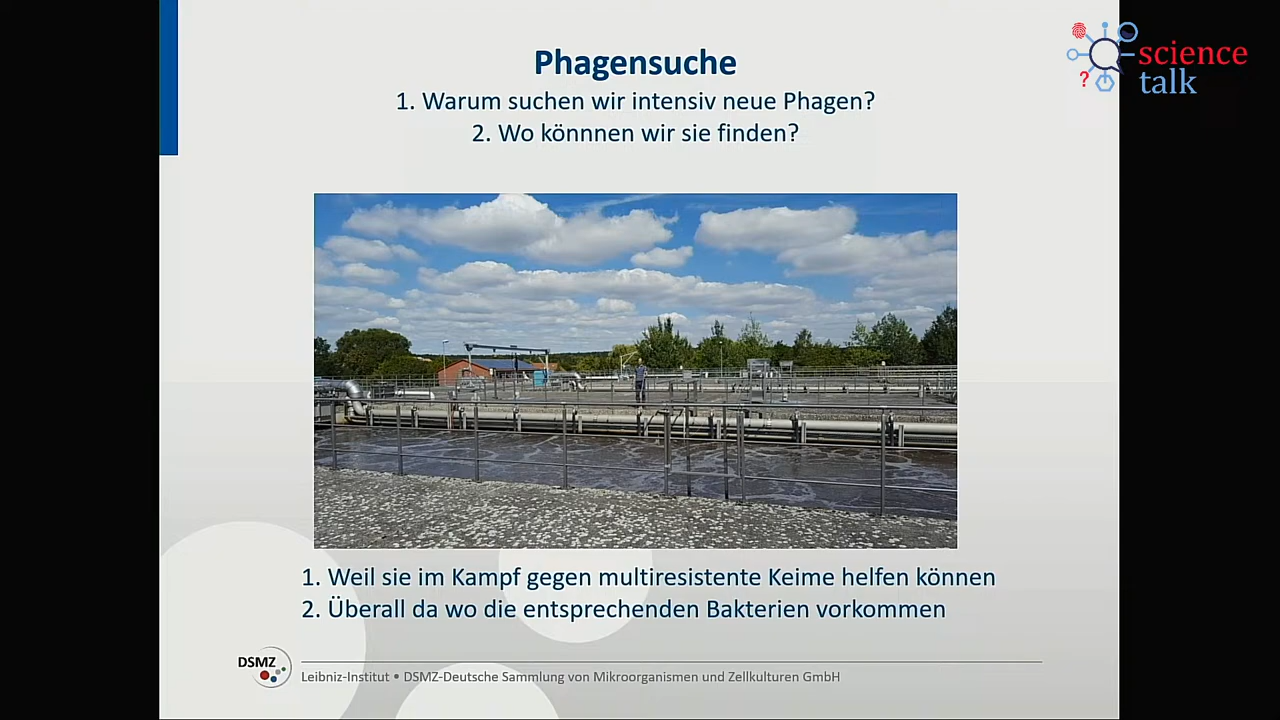 Phagensuche
1. Warum suchen wir intensiv neue Phagen?
2. Wo könnnen wir sie finden?
science
talk
?
1. Weil sie im Kampf gegen multiresistente Keime helfen können
2. Überall da wo die entsprechenden Bakterien vorkommen
DSMZ
Leibniz-Institut • DSMZ-Deutsche Sammlung von Mikroorganismen und Zellkulturen GmbH